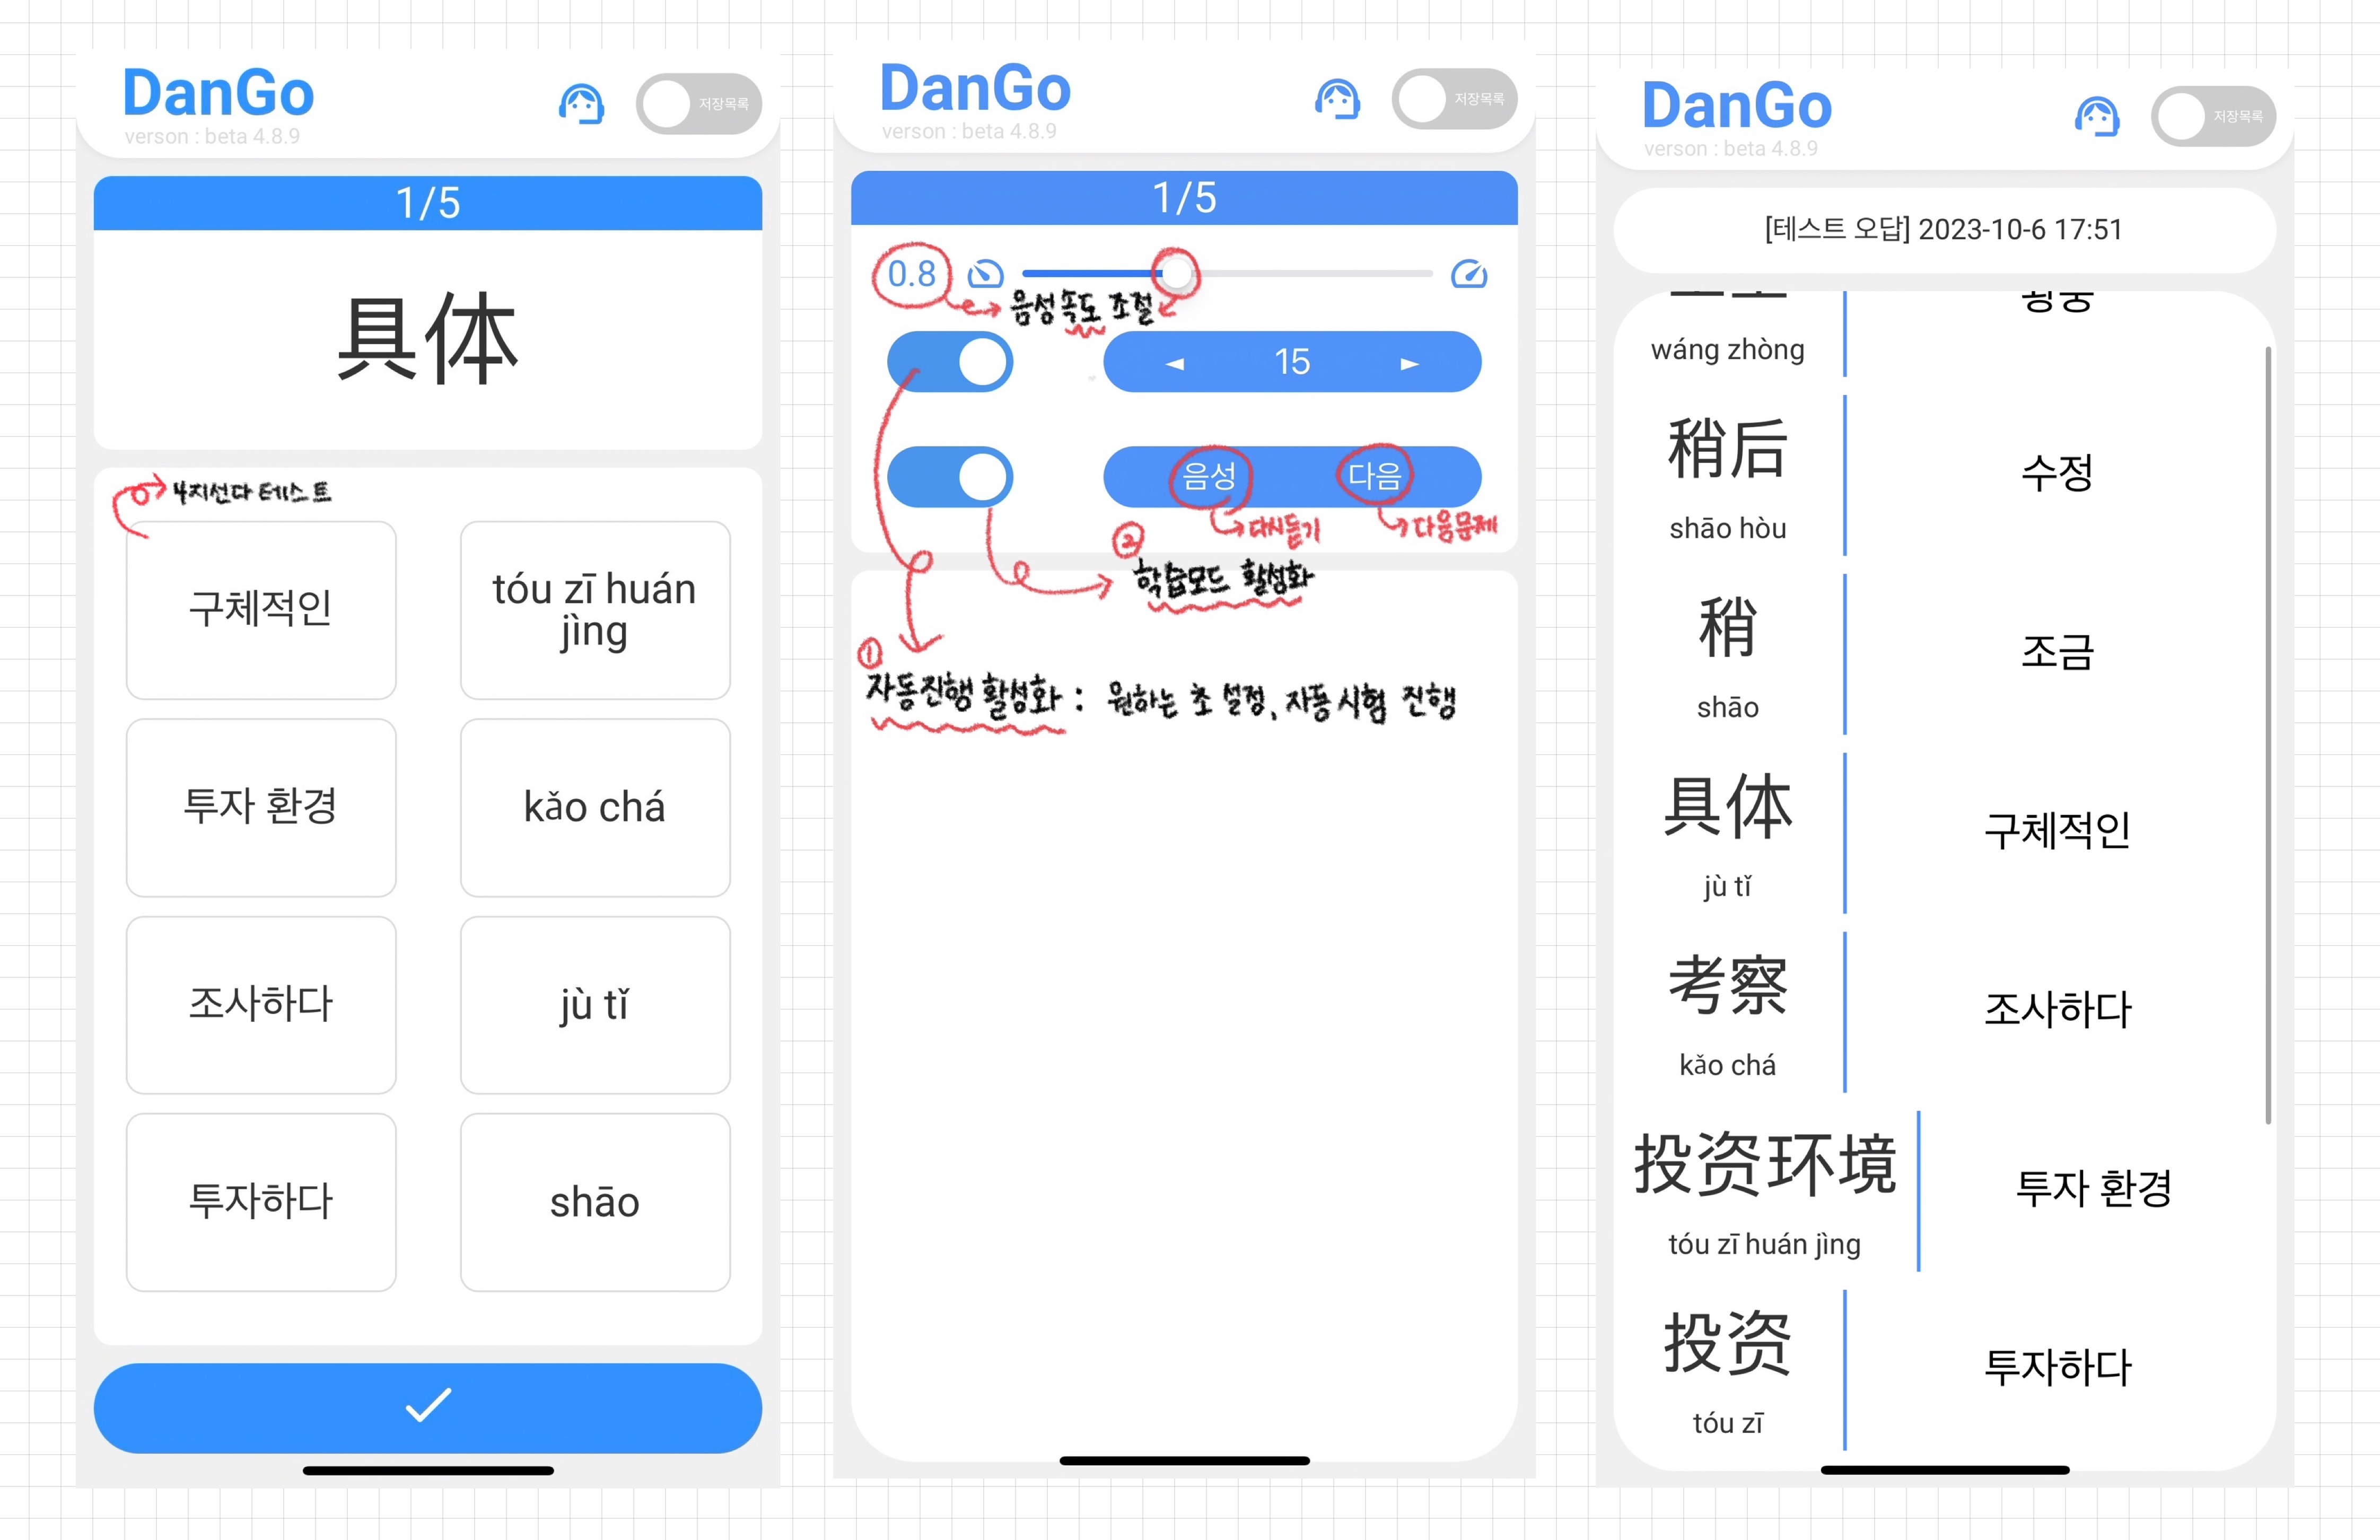 DanGo
verson : beta 4.8.9
저장목록
1/5
具体
4지선다 테스트
구체적인
tóu zī huán
jìng
투자 환경
kǎo chá
조사하다
jù tǐ
투자하다
shāo
DanGo
verson : beta 4.8.9
저장목록
1/5
0.8
음성속도 조절
◄ 15 ►
음성 다음
다시듣기
다음문제
②
학습모드 활성화
①
자동진행 활성화 : 원하는 초 설정, 자동 시험 진행
DanGo
verson : beta 4.8.9
저장목록
[테스트 오답] 2023-10-6 17:51
wáng zhòng
稍后
수정
shāo hòu
稍
조금
shāo
具体
구체적인
jù tǐ
考察
조사하다
kǎo chá
投资环境
투자 환경
tóu zī huán jìng
投资
투자하다
tóu zī